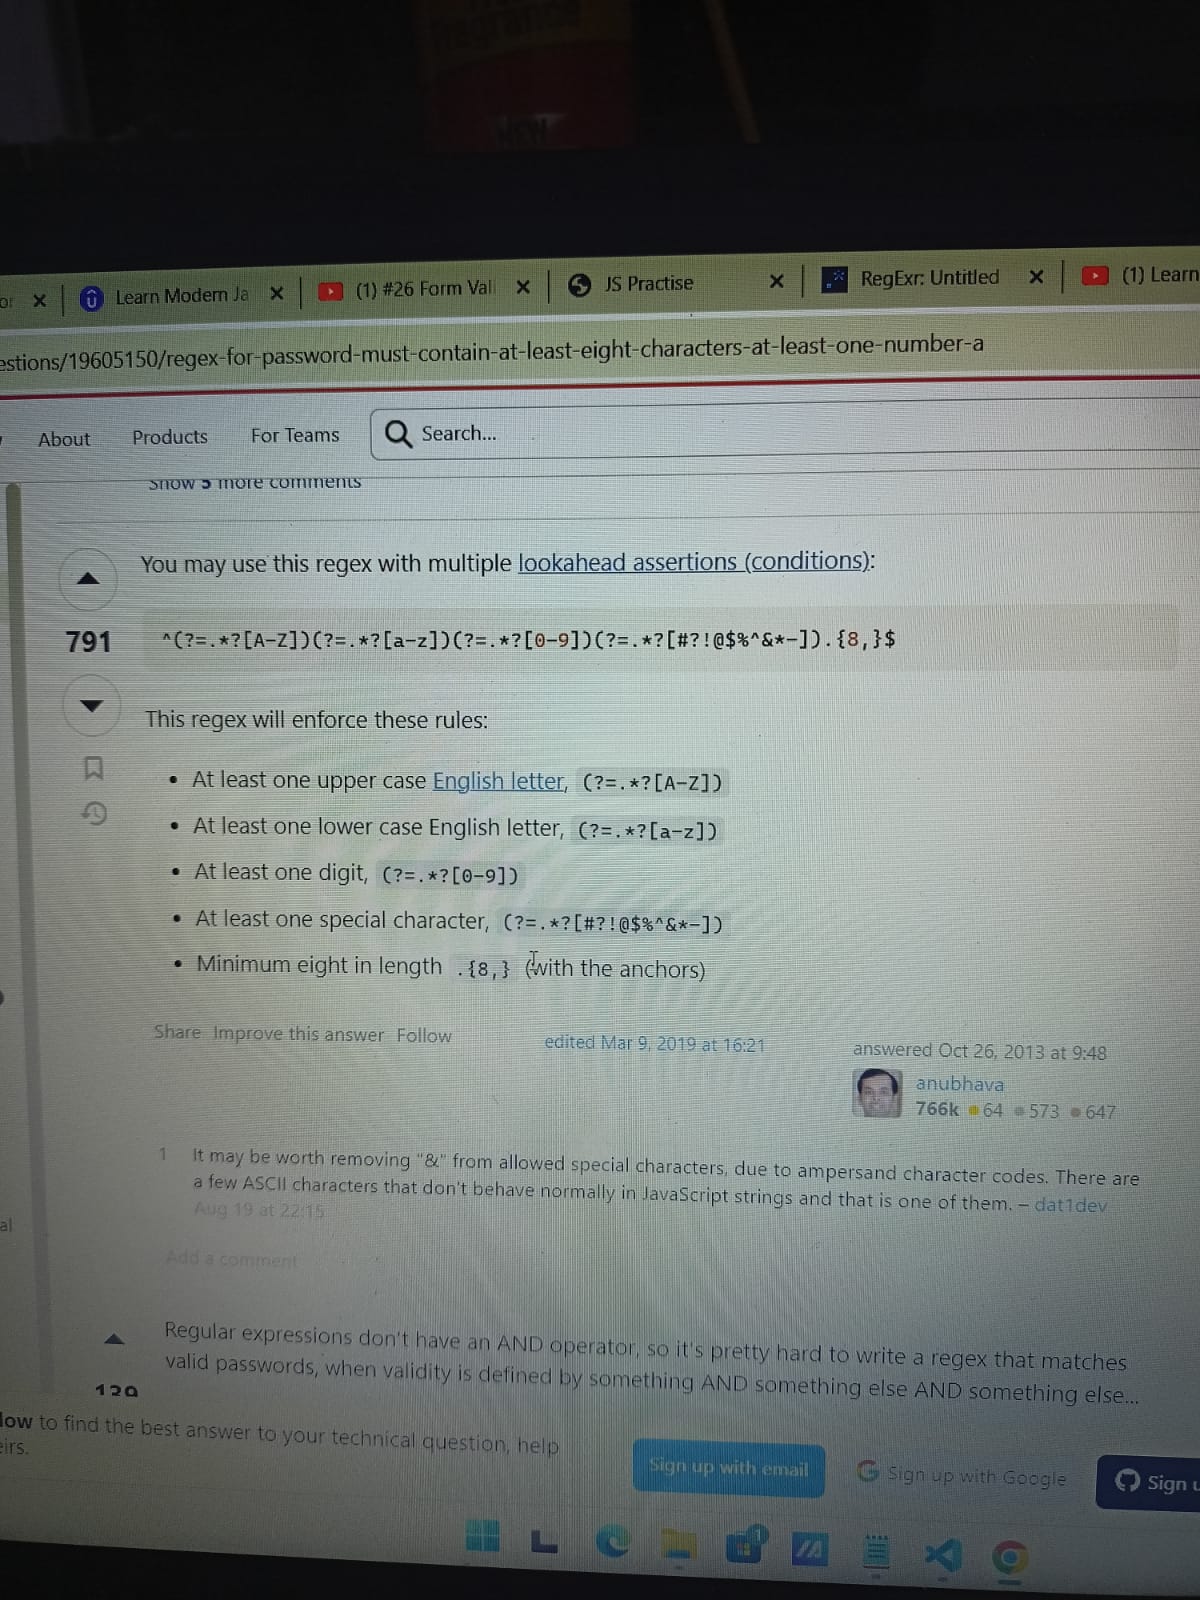 fragrance
NEW
or
Learn Modern Ja
(1) #26 Form Vali
JS Practise
RegExr: Untitled
(1) Learn
estions/19605150/regex-for-password-must-contain-at-least-eight-characters-at-least-one-number-a
About Products For Teams Search...
Show 5 more comments
You may use this regex with multiple lookahead assertions (conditions):
791
^(?=.*?[A-Z])(?=.*?[a-z])(?=.*?[0-9])(?=.*?[#?!@$%^&*-]).{8,}$
This regex will enforce these rules:
• At least one upper case English letter, (?=.*?[A-Z])
• At least one lower case English letter, (?=.*?[a-z])
• At least one digit, (?=.*?[0-9])
• At least one special character, (?=.*?[#?!@$%^&*-])
• Minimum eight in length .{8,} (with the anchors)
Share Improve this answer Follow
edited Mar 9, 2019 at 16:21
answered Oct 26, 2013 at 9:48
anubhava
766k 64 573 647
1 It may be worth removing "&" from allowed special characters, due to ampersand character codes. There are
a few ASCII characters that don't behave normally in JavaScript strings and that is one of them. – dat1dev
Aug 19 at 22:15
al
Add a comment
Regular expressions don't have an AND operator, so it's pretty hard to write a regex that matches
valid passwords, when validity is defined by something AND something else AND something else...
low to find the best answer to your technical question, help
eirs.
Sign up with email
Sign up with Google
Sign u